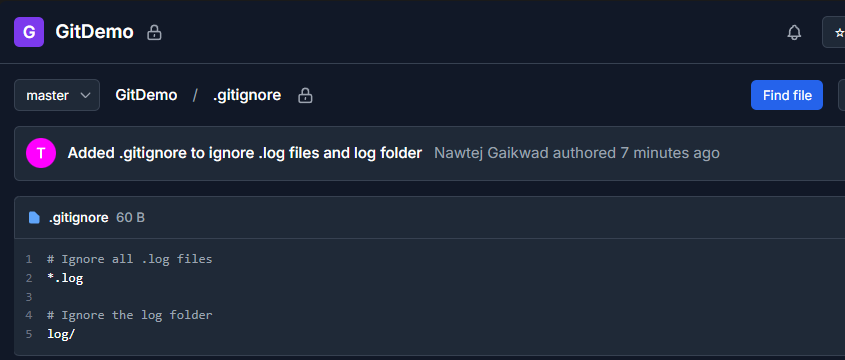 G GitDemo
master GitDemo / .gitignore Find file
T Added .gitignore to ignore .log files and log folder Nawtej Gaikwad authored 7 minutes ago
.gitignore 60 B
1 # Ignore all .log files
2 *.log
3
4 # Ignore the log folder
5 log/